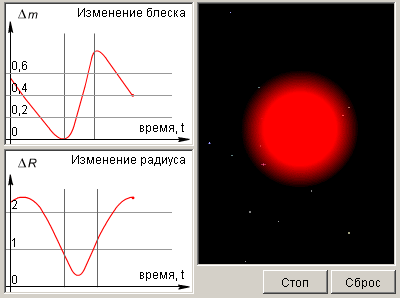 Δm Изменение блеска
0,6
0,4
0,2
0
время, t
ΔR Изменение радиуса
2
1
0
время, t
Стоп Сброс